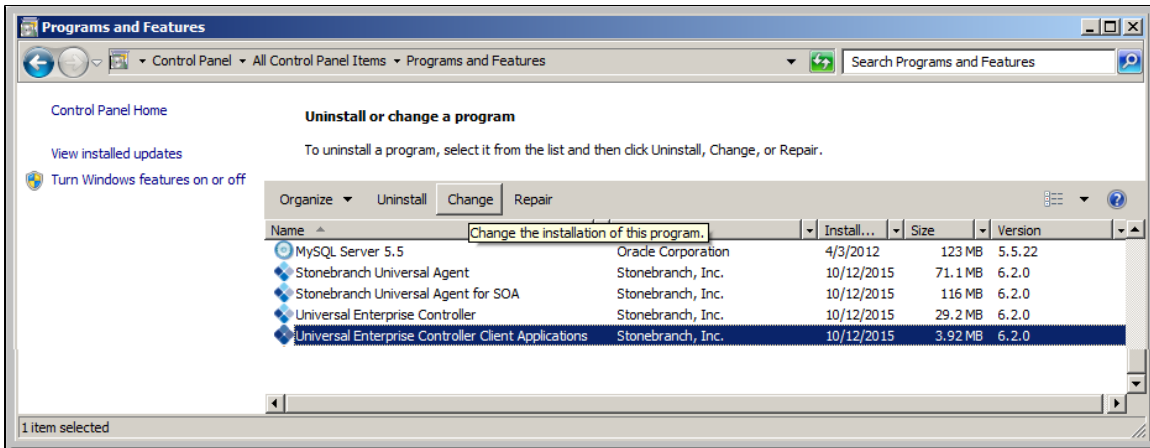 Programs and Features
Control Panel All Control Panel Items Programs and Features
Search Programs and Features
Control Panel Home
View installed updates
Turn Windows features on or off
Uninstall or change a program
To uninstall a program, select it from the list and then click Uninstall, Change, or Repair.
Organize Uninstall Change Repair
Name Install... Size Version
Change the installation of this program.
MySQL Server 5.5 Oracle Corporation 4/3/2012 123 MB 5.5.22
Stonebranch Universal Agent Stonebranch, Inc. 10/12/2015 71.1 MB 6.2.0
Stonebranch Universal Agent for SOA Stonebranch, Inc. 10/12/2015 116 MB 6.2.0
Universal Enterprise Controller Stonebranch, Inc. 10/12/2015 29.2 MB 6.2.0
Universal Enterprise Controller Client Applications Stonebranch, Inc. 10/12/2015 3.92 MB 6.2.0
1 item selected